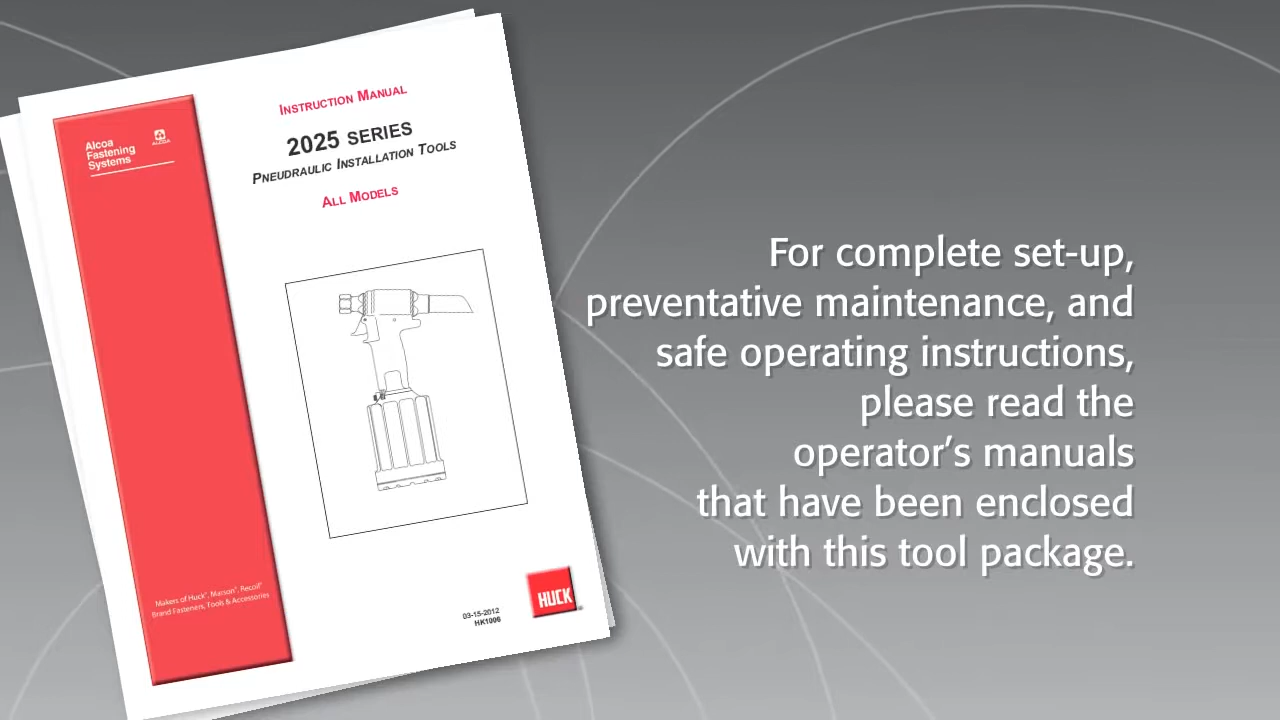 Alcoa
Fastening
Systems
ALCOA
INSTRUCTION MANUAL
2025 SERIES
PNEUDRAULIC INSTALLATION TOOLS
ALL MODELS
Makers of Huck®, Marson®, Recoil®
Brand Fasteners, Tools & Accessories
03-15-2012
HK1006
HUCK®
For complete set-up,
preventative maintenance, and
safe operating instructions,
please read the
operator's manuals
that have been enclosed
with this tool package.